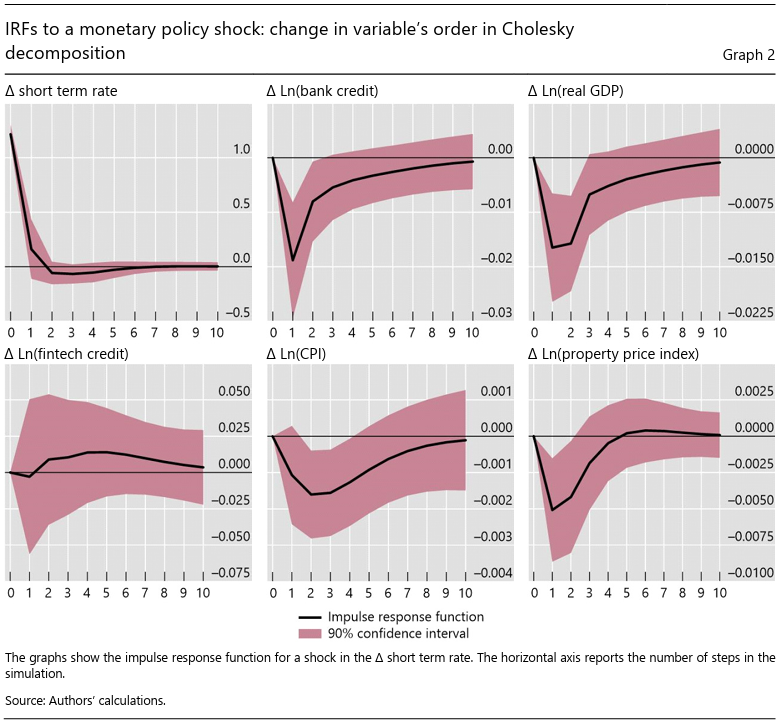 IRFs to a monetary policy shock: change in variable’s order in Cholesky
decomposition
Graph 2
Δ short term rate
Δ Ln(bank credit)
Δ Ln(real GDP)
1.0
0.5
0.0
–0.5
0 1 2 3 4 5 6 7 8 9 10
0.00
–0.01
–0.02
–0.03
0 1 2 3 4 5 6 7 8 9 10
0.0000
–0.0075
–0.0150
–0.0225
0 1 2 3 4 5 6 7 8 9 10
Δ Ln(fintech credit)
Δ Ln(CPI)
Δ Ln(property price index)
0.050
0.025
0.000
–0.025
–0.050
–0.075
0 1 2 3 4 5 6 7 8 9 10
0.001
0.000
–0.001
–0.002
–0.003
–0.004
0 1 2 3 4 5 6 7 8 9 10
0.0025
0.0000
–0.0025
–0.0050
–0.0075
–0.0100
0 1 2 3 4 5 6 7 8 9 10
Impulse response function
90% confidence interval
The graphs show the impulse response function for a shock in the Δ short term rate. The horizontal axis reports the number of steps in the
simulation.
Source: Authors’ calculations.